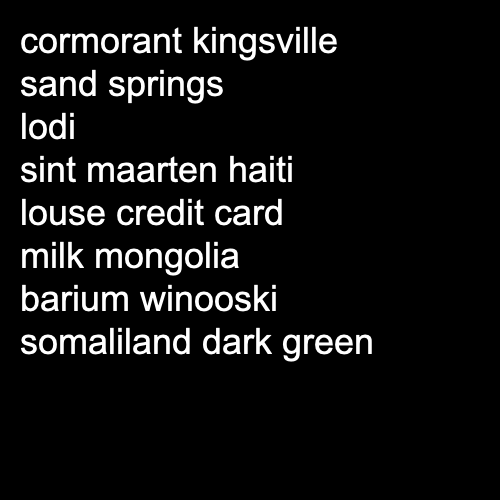 cormorant kingsville
sand springs
lodi
sint maarten haiti
louse credit card
milk mongolia
barium winooski
somaliland dark green